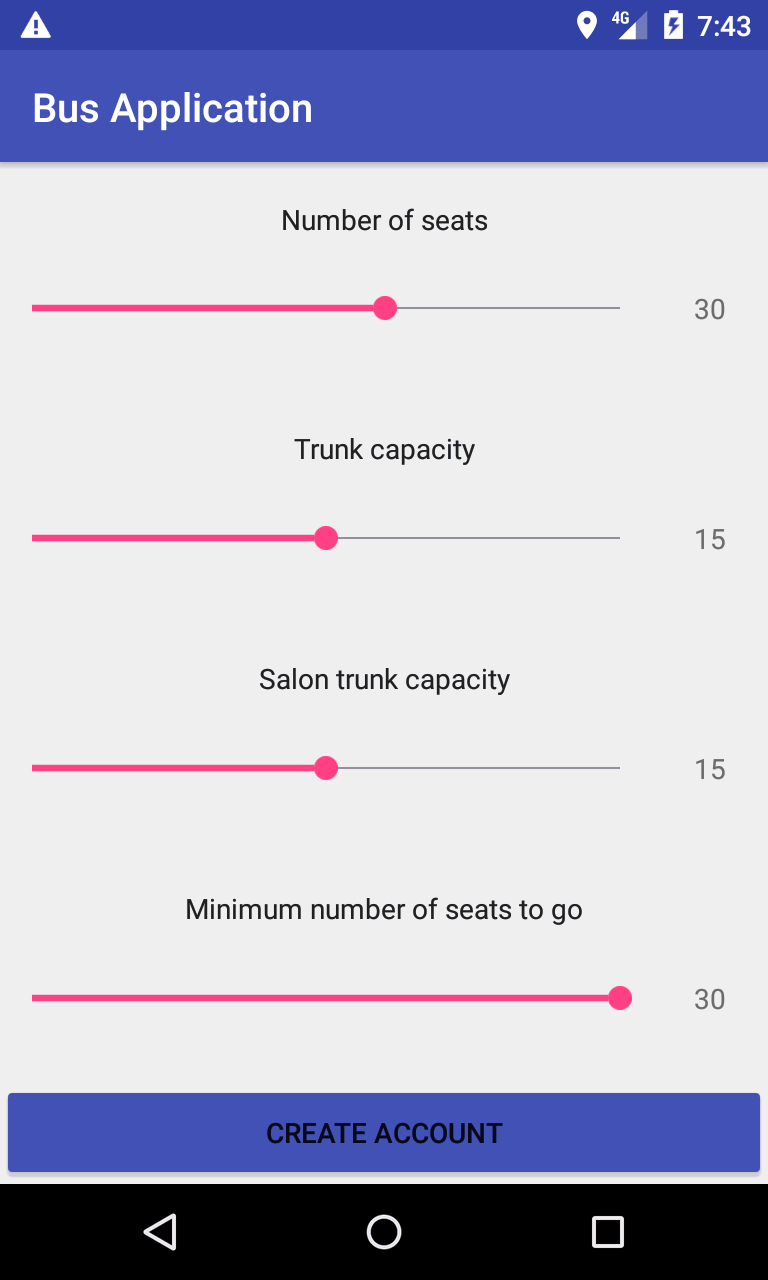 4G 7:43
Bus Application
Number of seats
30
Trunk capacity
15
Salon trunk capacity
15
Minimum number of seats to go
30
CREATE ACCOUNT